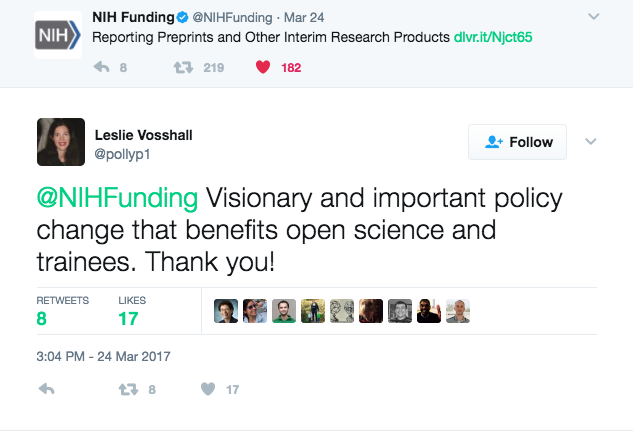 NIH
NIH Funding @NIHFunding · Mar 24
Reporting Preprints and Other Interim Research Products dlvr.it/Njct65
8 219 182
Leslie Vosshall
@pollyp1
Follow
@NIHFunding Visionary and important policy
change that benefits open science and
trainees. Thank you!
RETWEETS LIKES
8 17
3:04 PM - 24 Mar 2017
8 17